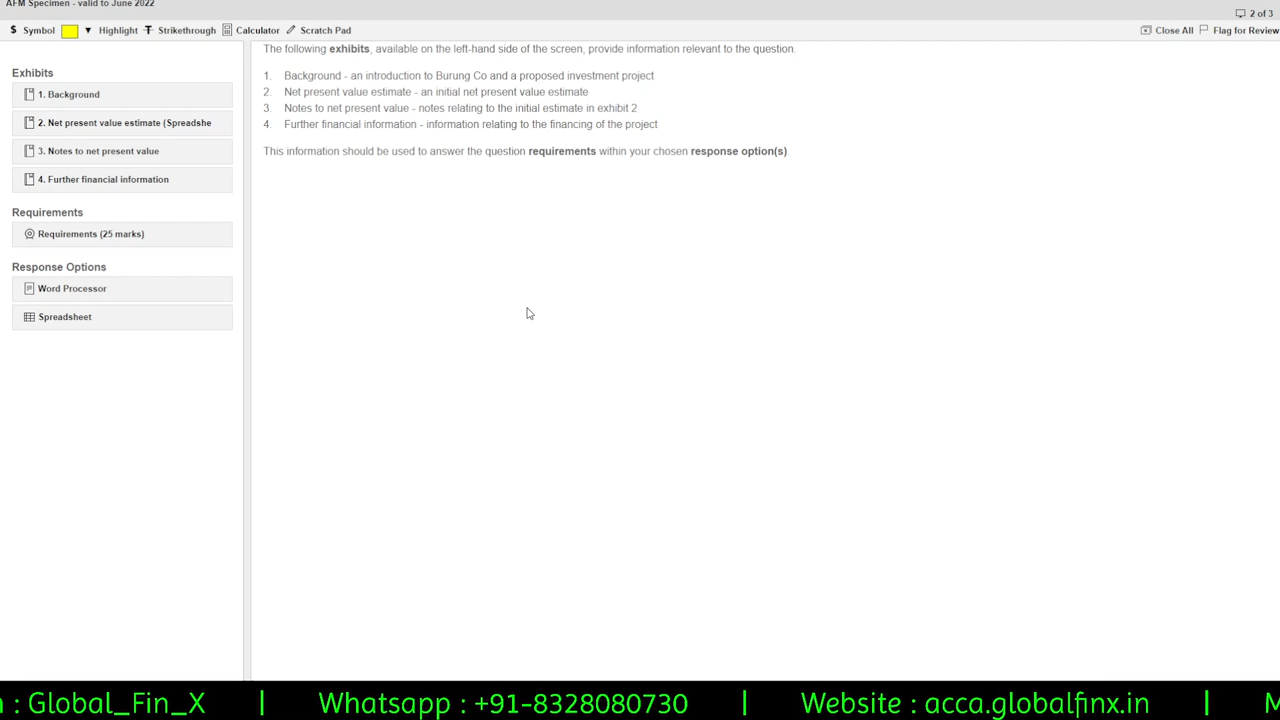 AFM Specimen - valid to June 2022
2 of 3
$ Symbol Highlight Strikethrough Calculator Scratch Pad Close All Flag for Review
The following exhibits, available on the left-hand side of the screen, provide information relevant to the question.
Exhibits
1. Background
2. Net present value estimate (Spreadshe
3. Notes to net present value
4. Further financial information
Requirements
Requirements (25 marks)
Response Options
Word Processor
Spreadsheet
1. Background - an introduction to Burung Co and a proposed investment project
2. Net present value estimate - an initial net present value estimate
3. Notes to net present value - notes relating to the initial estimate in exhibit 2
4. Further financial information - information relating to the financing of the project
This information should be used to answer the question requirements within your chosen response option(s)
: Global_Fin_X | Whatsapp : +91-8328080730 | Website : acca.globalfinx.in |